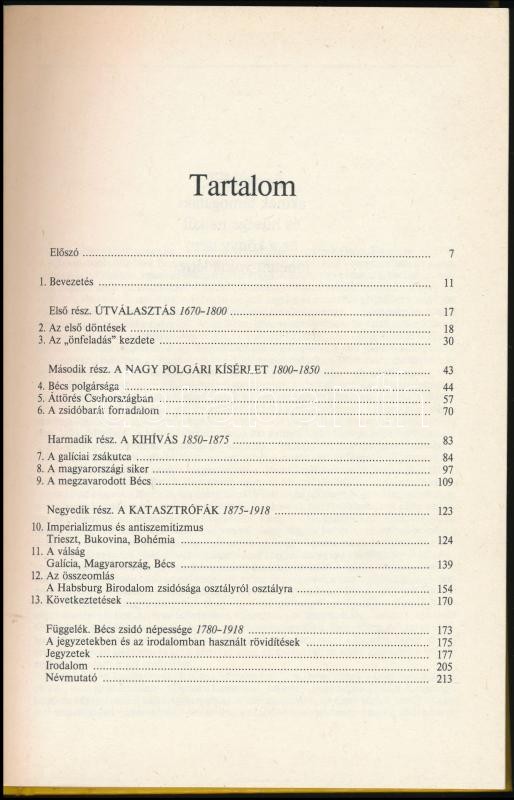 Tartalom
Előszó ........ 7
1. Bevezetés ........ 11
Első rész. ÚTVÁLASZTÁS 1670–1800 ........ 17
2. Az első döntések ........ 18
3. Az „önfeladás” kezdete ........ 30
Második rész. A NAGY POLGÁRI KÍSÉRLET 1800–1850 ........ 43
4. Bécs polgársága ........ 44
5. Áttörés Csehországban ........ 57
6. A zsidóbarát forradalom ........ 70
Harmadik rész. A KIHÍVÁS 1850–1875 ........ 83
7. A galíciai zsákutca ........ 84
8. A magyarországi siker ........ 97
9. A megzavarodott Bécs ........ 109
Negyedik rész. A KATASZTRÓFÁK 1875–1918 ........ 123
10. Imperializmus és antiszemitizmus
Trieszt, Bukovina, Bohémia ........ 124
11. A válság
Galícia, Magyarország, Bécs ........ 139
12. Az összeomlás
A Habsburg Birodalom zsidósága osztályról osztályra ........ 154
13. Következtetések ........ 170
Függelék. Bécs zsidó népessége 1780–1918 ........ 173
A jegyzetekben és az irodalomban használt rövidítések ........ 175
Jegyzetek ........ 177
Irodalom ........ 205
Névmutató ........ 213